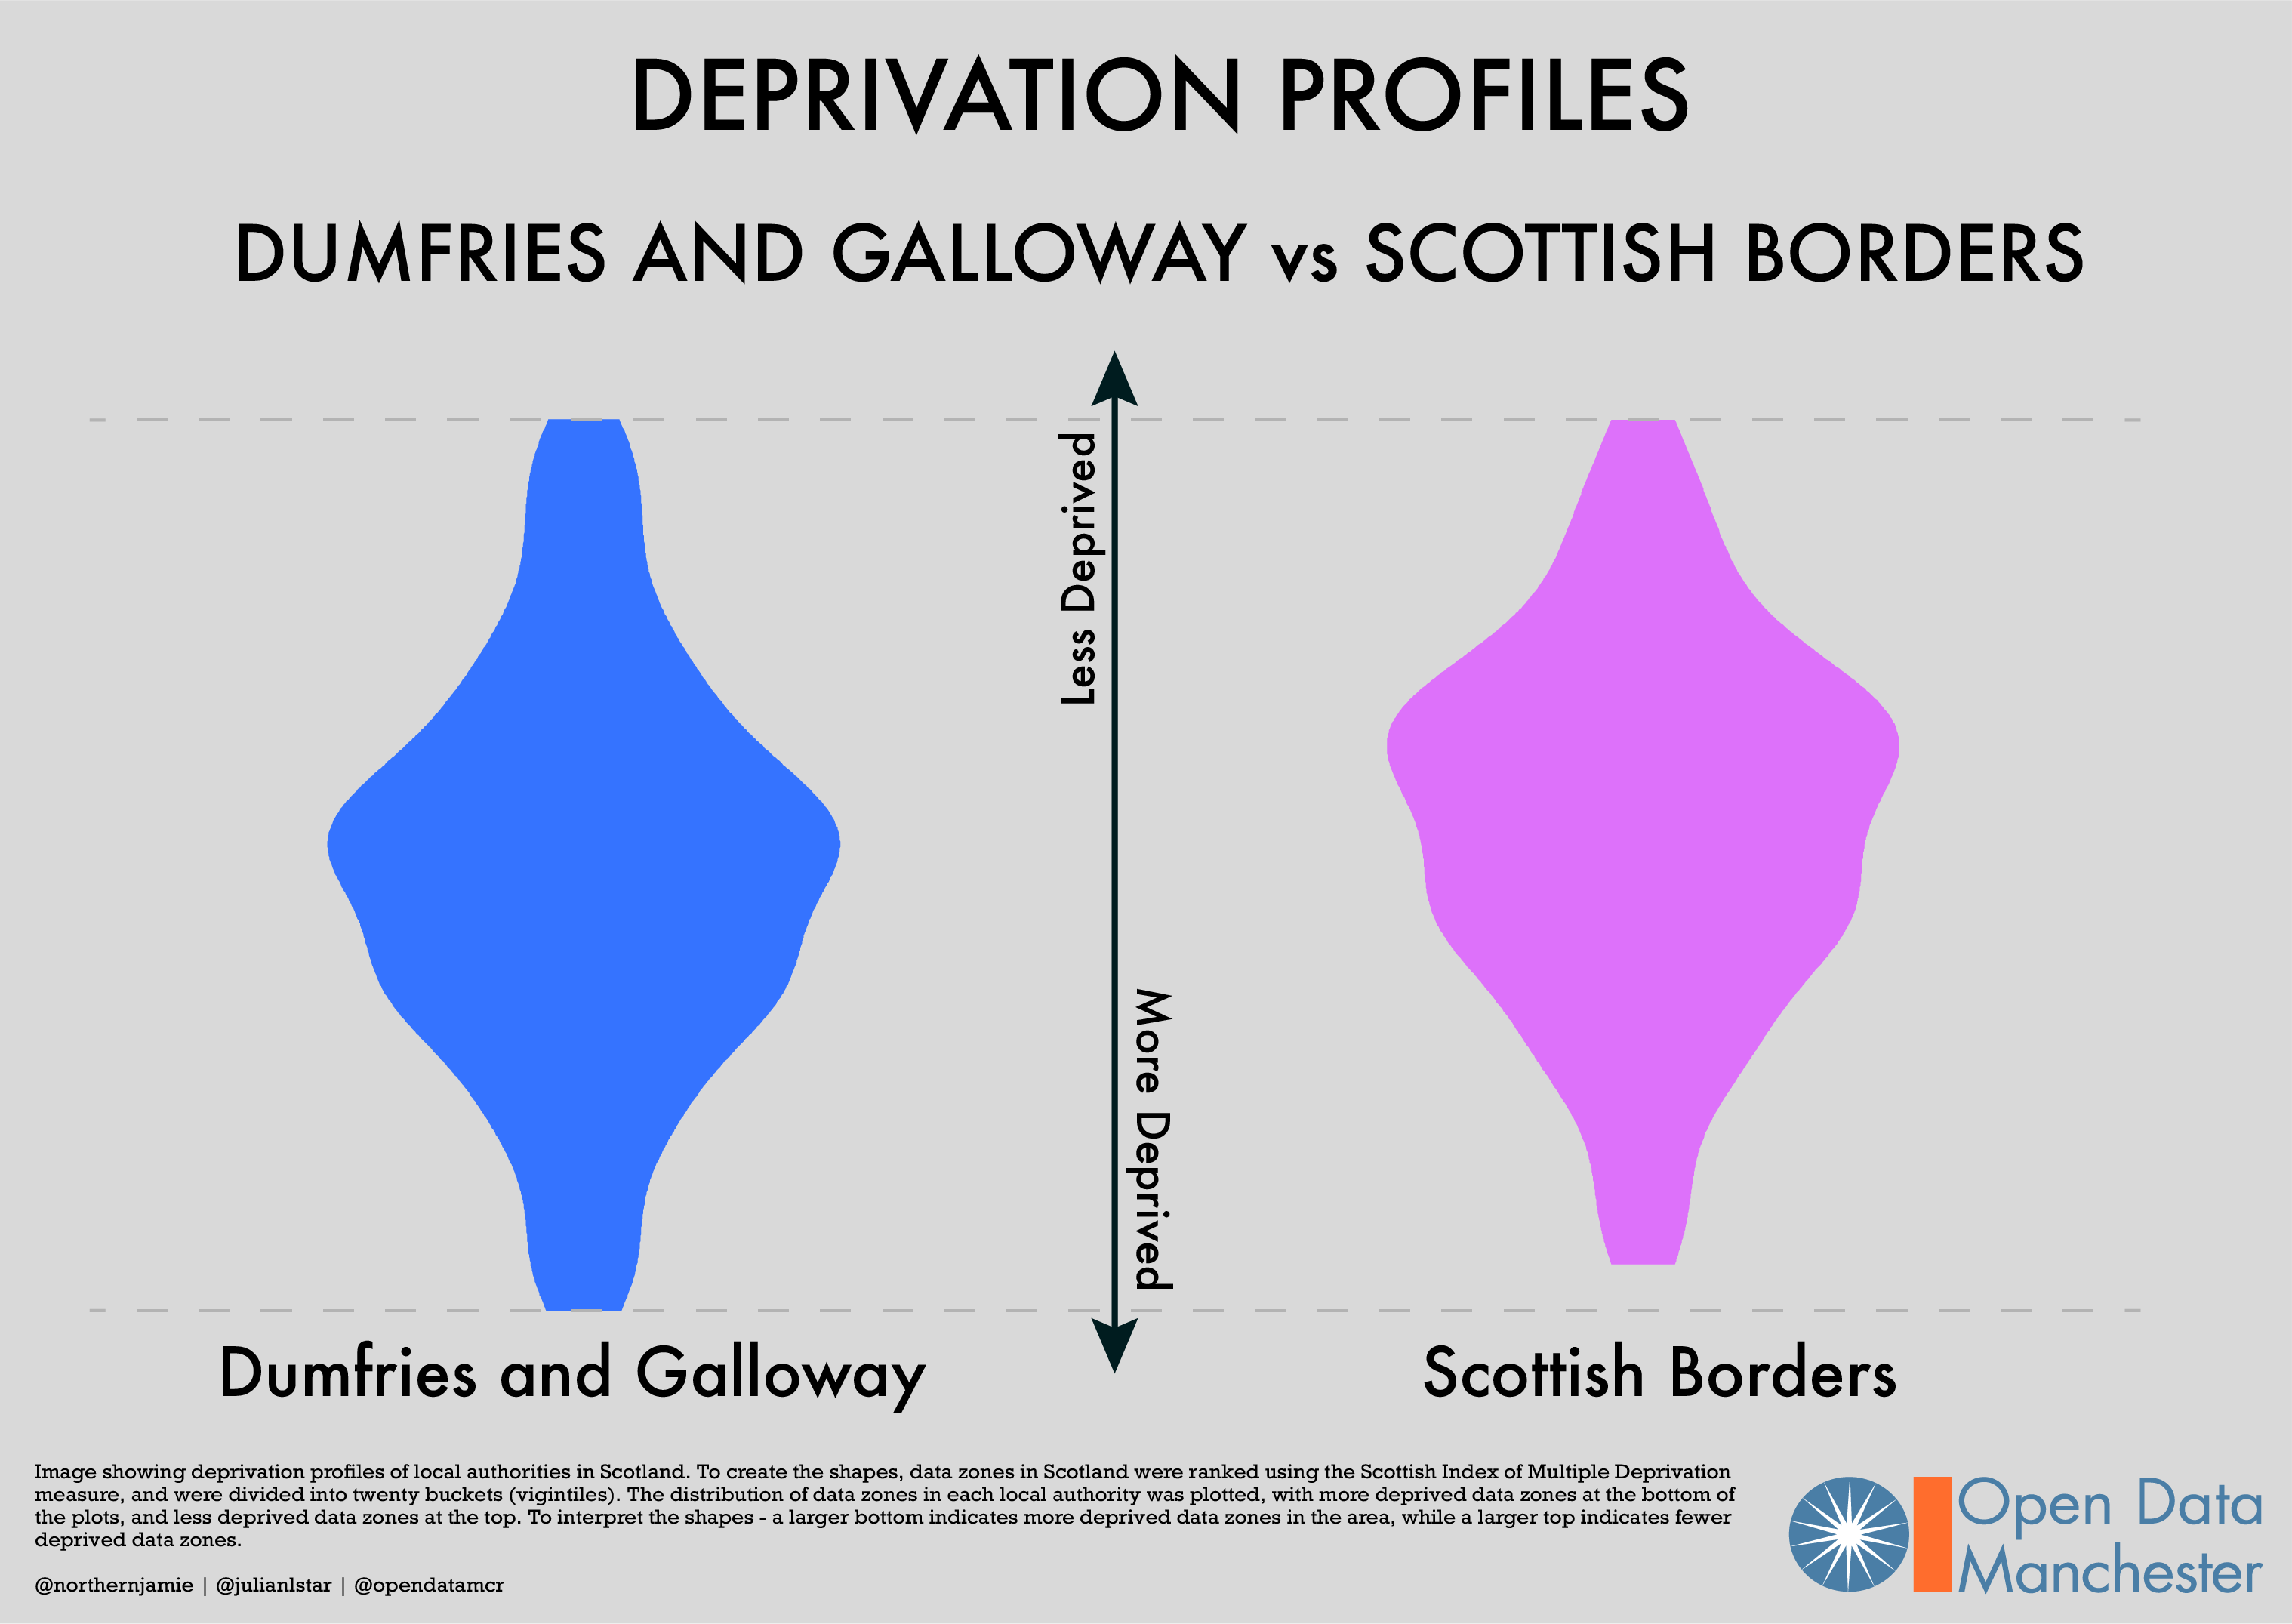 DEPRIVATION PROFILES
DUMFRIES AND GALLOWAY vs SCOTTISH BORDERS
Less Deprived
More Deprived
Dumfries and Galloway
Scottish Borders
Image showing deprivation profiles of local authorities in Scotland. To create the shapes, data zones in Scotland were ranked using the Scottish Index of Multiple Deprivation
measure, and were divided into twenty buckets (vigintiles). The distribution of data zones in each local authority was plotted, with more deprived data zones at the bottom of
the plots, and less deprived data zones at the top. To interpret the shapes - a larger bottom indicates more deprived data zones in the area, while a larger top indicates fewer
deprived data zones.
@northernjamie | @julianlstar | @opendatamcr
Open Data
Manchester